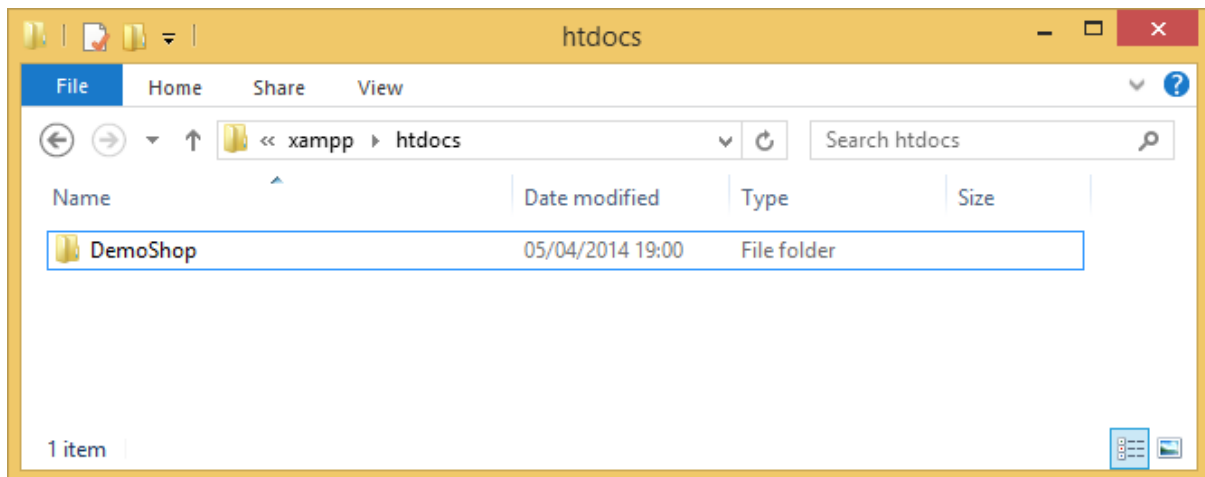 htdocs
File Home Share View
« xampp htdocs Search htdocs
Name Date modified Type Size
DemoShop 05/04/2014 19:00 File folder
1 item